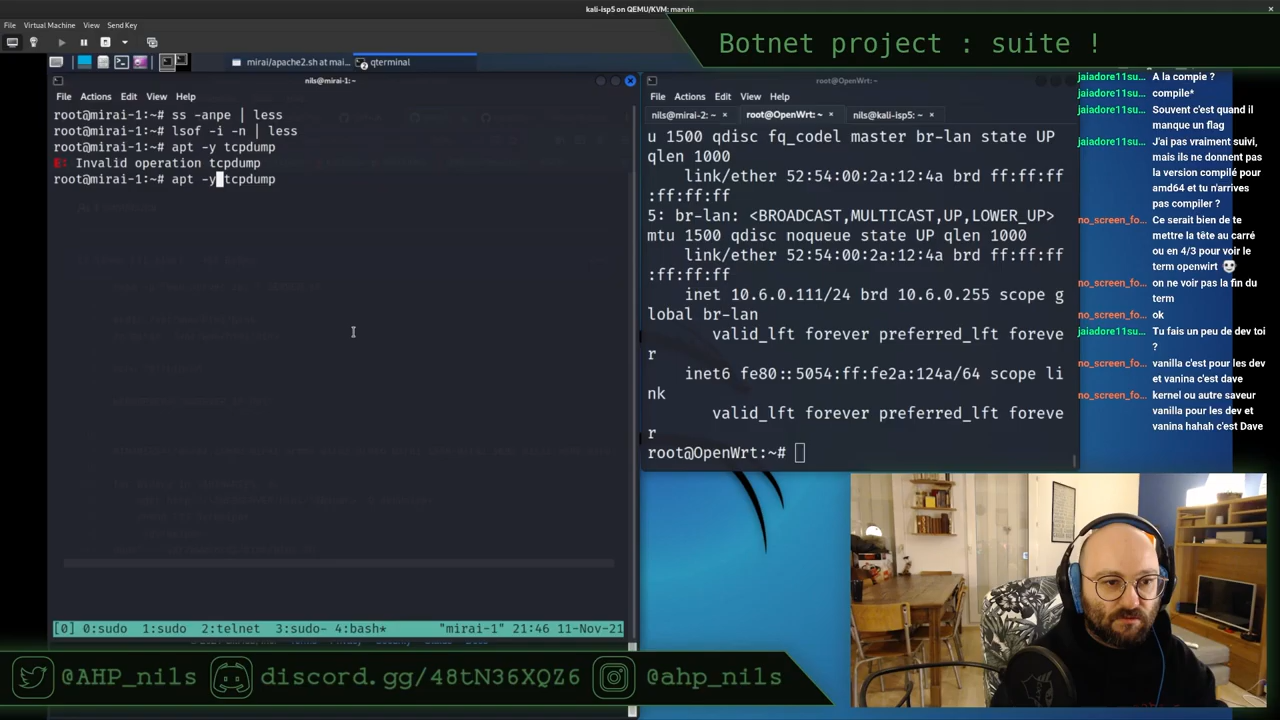 kali-isp5 on QEMU/KVM: marvin
File Virtual Machine View Send Key
Botnet project : suite !
mirai/apache2.sh at mai...
qterminal
nils@mirai-1: ~
File Actions Edit View Help
root@mirai-1:~# ss -anpe | less
root@mirai-1:~# lsof -i -n | less
root@mirai-1:~# apt -y tcpdump
E: Invalid operation tcpdump
root@mirai-1:~# apt -y tcpdump
[0] 0:sudo 1:sudo 2:telnet 3:sudo- 4:bash* "mirai-1" 21:46 11-Nov-21
root@OpenWrt: ~
File Actions Edit View Help
nils@mirai-2: ~ × root@OpenWrt: ~ × nils@kali-isp5: ~ ×
u 1500 qdisc fq_codel master br-lan state UP
qlen 1000
link/ether 52:54:00:2a:12:4a brd ff:ff:ff
:ff:ff:ff
5: br-lan: <BROADCAST,MULTICAST,UP,LOWER_UP>
mtu 1500 qdisc noqueue state UP qlen 1000
link/ether 52:54:00:2a:12:4a brd ff:ff:ff
:ff:ff:ff
inet 10.6.0.111/24 brd 10.6.0.255 scope g
lobal br-lan
valid_lft forever preferred_lft foreve
r
inet6 fe80::5054:ff:fe2a:124a/64 scope li
nk
valid_lft forever preferred_lft foreve
r
root@OpenWrt:~#
jaiadore11su... A la compie ?
jaiadore11su... compile*
jaiadore11su... Souvent c'est quand il
manque un flag
jaiadore11su... J'ai pas vraiment suivi,
mais ils ne donnent pas
la version compilé pour
amd64 et tu n'arrives
pas compiler ?
no_screen_fo... Ce serait bien de te
mettre la tête au carré
ou en 4/3 pour voir le
term openwirt
no_screen_fo... on ne voir pas la fin du
term
no_screen_fo... ok
jaiadore11su... Tu fais un peu de dev toi
?
no_screen_fo... vanilla c'est pour les dev
et vanina c'est dave
no_screen_fo... kernel ou autre saveur
vanilla pour les dev et
vanina hahah c'est Dave
@AHP_nils discord.gg/48tN36XQZ6 @ahp_nils